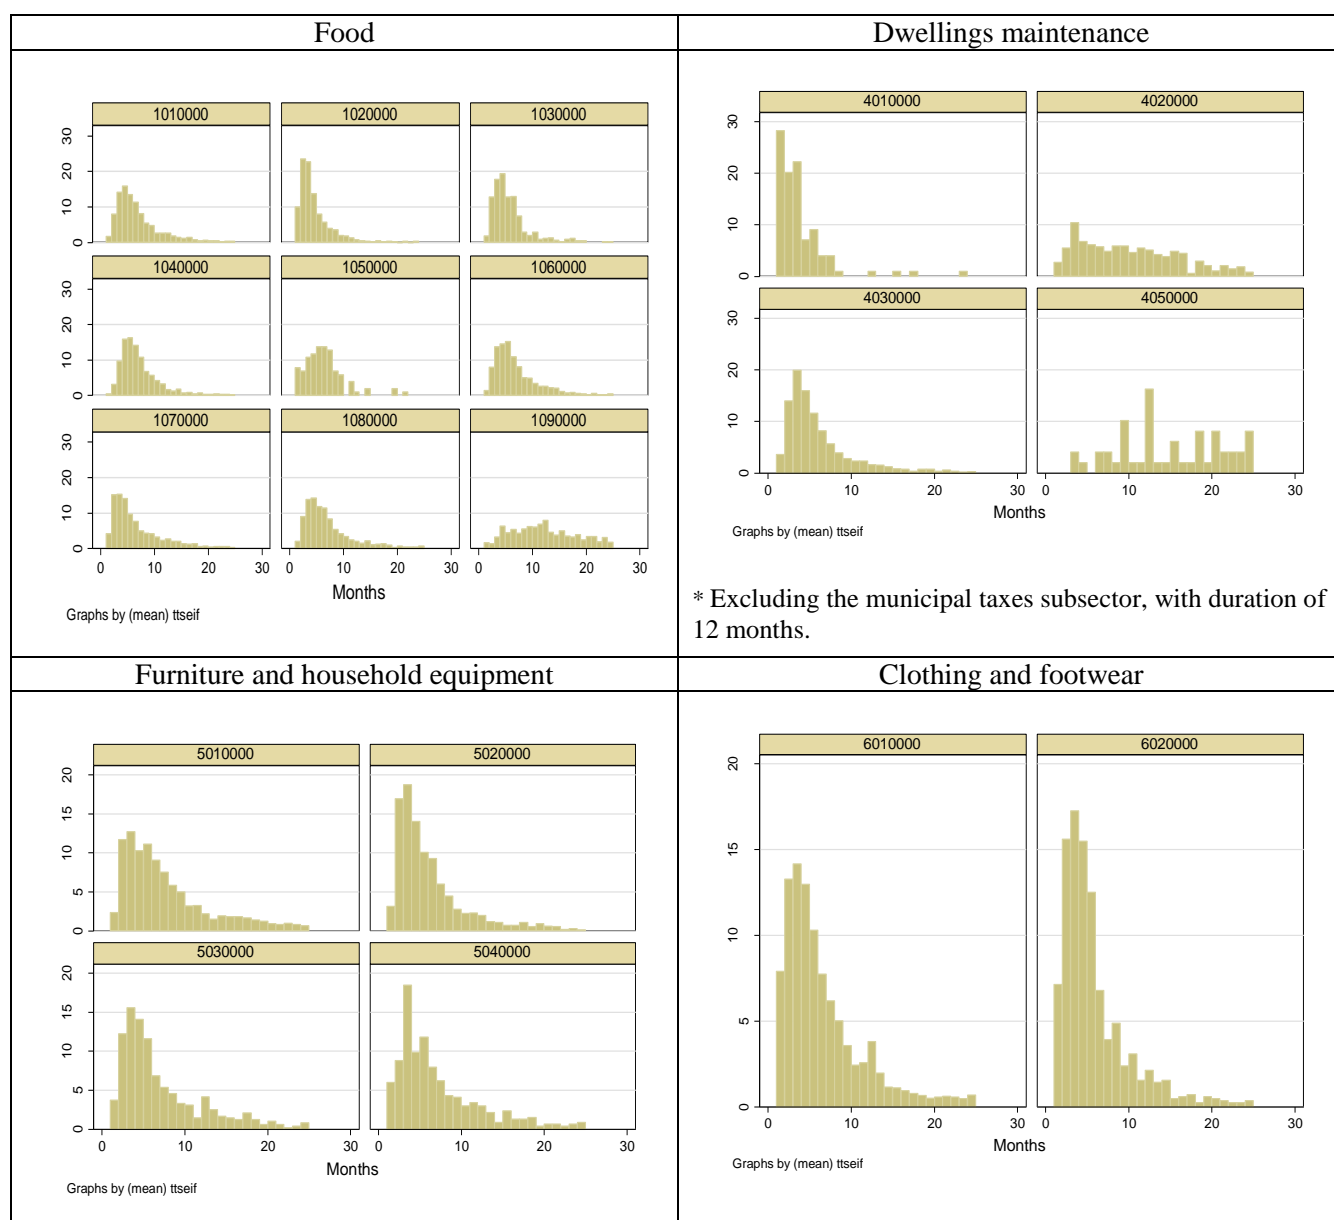 Food
1010000 1020000 1030000
30
20
10
0
1040000 1050000 1060000
30
20
10
0
1070000 1080000 1090000
30
20
10
0
0 10 20 30 0 10 20 30 0 10 20 30
Months
Graphs by (mean) ttseif
Dwellings maintenance
4010000 4020000
30
20
10
0
4030000 4050000
30
20
10
0
0 10 20 30 0 10 20 30
Months
Graphs by (mean) ttseif
* Excluding the municipal taxes subsector, with duration of
12 months.
Furniture and household equipment
5010000 5020000
20
15
10
5
0
5030000 5040000
20
15
10
5
0
0 10 20 30 0 10 20 30
Months
Graphs by (mean) ttseif
Clothing and footwear
6010000 6020000
20
15
10
5
0
0 10 20 30 0 10 20 30
Months
Graphs by (mean) ttseif